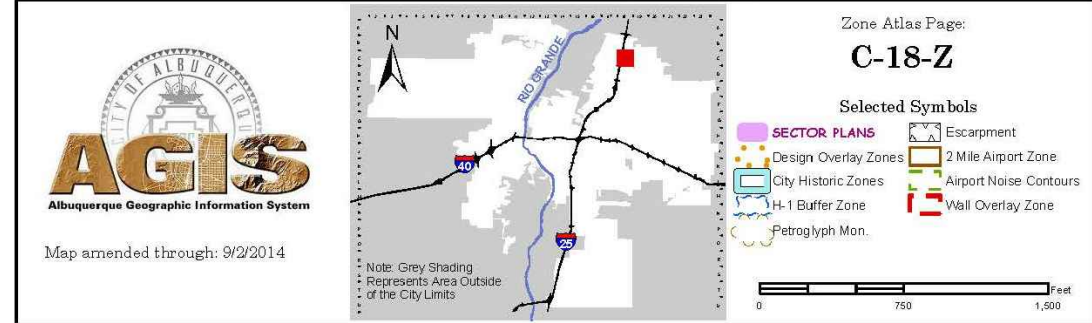 CITY OF ALBUQUERQUE
AGIS
Albuquerque Geographic Information System
Map amended through: 9/2/2014
N
RIO GRANDE
40
25
Note: Grey Shading
Represents Area Outside
of the City Limits
Zone Atlas Page:
C-18-Z
Selected Symbols
SECTOR PLANS
Escarpment
Design Overlay Zones
2 Mile Airport Zone
City Historic Zones
Airport Noise Contours
H-1 Buffer Zone
Wall Overlay Zone
Petroglyph Mon.
Feet
0 750 1,500